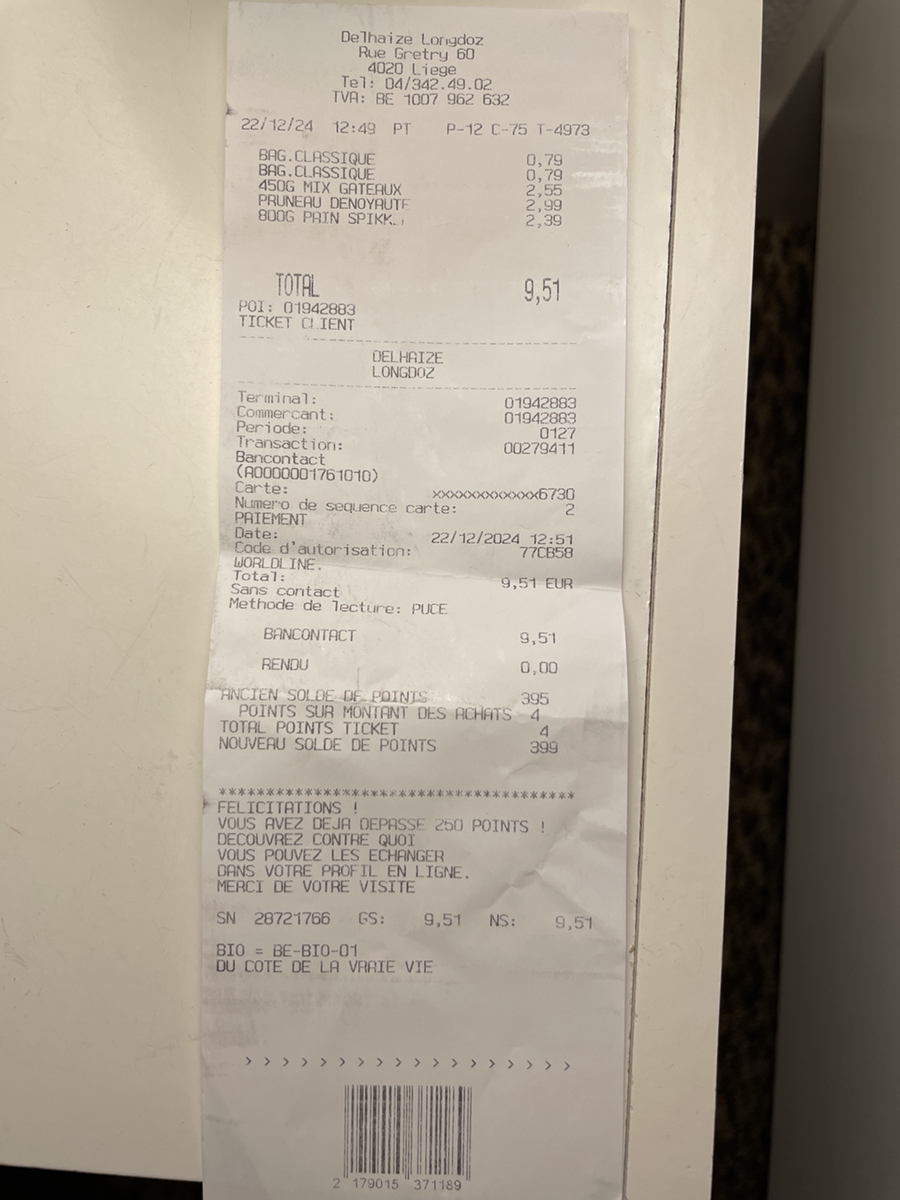 Delhaize Longdoz
Rue Gretry 60
4020 Liege
Tel: 04/342.49.02
TVA: BE 1007 962 632
22/12/24 12:49 PT P-12 C-75 T-4973
BAG.CLASSIQUE 0,79
BAG.CLASSIQUE 0,79
450G MIX GATEAUX 2,55
PRUNEAU DENOYAUTE 2,99
800G PAIN 2,39
TOTAL 9,51
POI: 01942883
TICKET CLIENT
DELHAIZE
LONGDOZ
Terminal: 01942883
Commercant: 01942883
Periode: 0127
Transaction: 00279411
Bancontact
(A0000001761010)
Carte: xxxxxxxxxxxxx6730
Numero de sequence carte: 2
PAIEMENT
Date: 22/12/2024 12:51
Code d'autorisation: 77CB58
WORLDLINE.
Total: 9,51 EUR
Sans contact
Methode de lecture: PUCE
BANCONTACT 9,51
RENDU 0,00
ANCIEN SOLDE DE POINTS 395
POINTS SUR MONTANT DES ACHATS 4
TOTAL POINTS TICKET 4
NOUVEAU SOLDE DE POINTS 399
**************************************
FELICITATIONS !
VOUS AVEZ DEJA DEPASSE 250 POINTS !
DECOUVREZ CONTRE QUOI
VOUS POUVEZ LES ECHANGER
DANS VOTRE PROFIL EN LIGNE.
MERCI DE VOTRE VISITE
SN 28721766 GS: 9,51 NS: 9,51
BIO = BE-BIO-01
DU COTE DE LA VRAIE VIE
> > > > > > > > > > > > > > > > > >
2 179015 371189